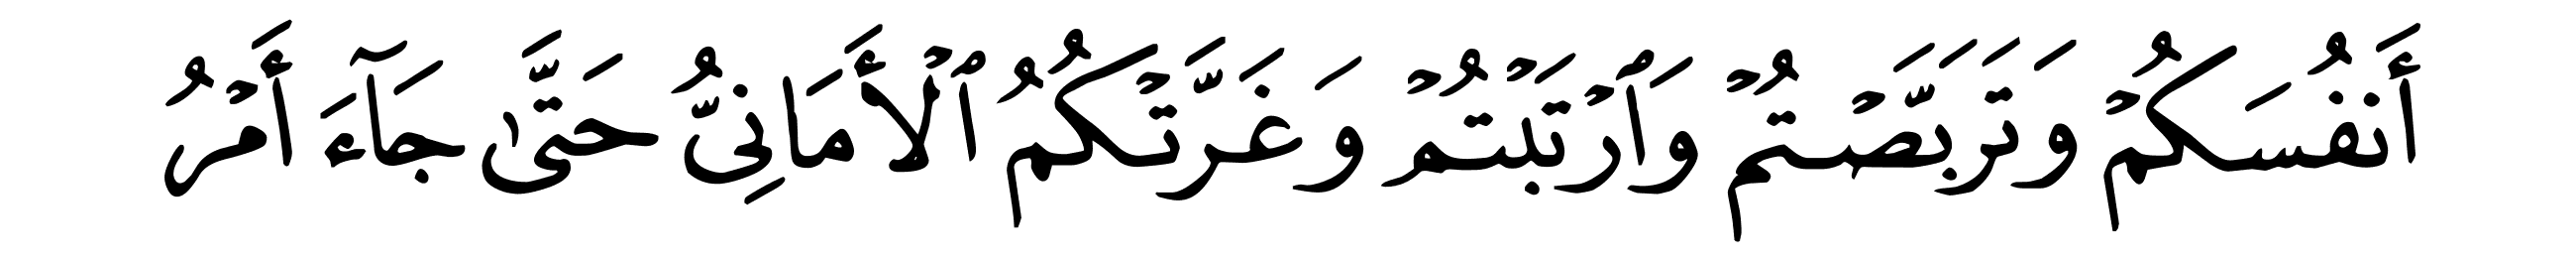 أَنفُسَكُمْ وَتَرَبَّصْتُمْ وَٱرْتَبْتُمْ وَغَرَّتْكُمُ ٱلْأَمَانِىُّ حَتَّىٰ جَآءَ أَمْرُ